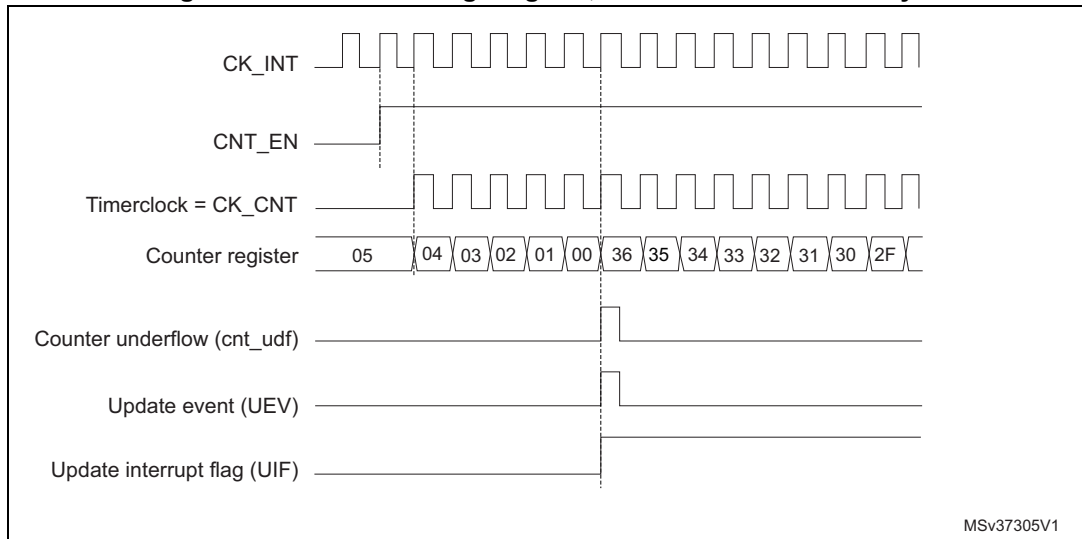 CK_INT
CNT_EN
Timerclock = CK_CNT
Counter register 05 04 03 02 01 00 36 35 34 33 32 31 30 2F
Counter underflow (cnt_udf)
Update event (UEV)
Update interrupt flag (UIF)
MSv37305V1